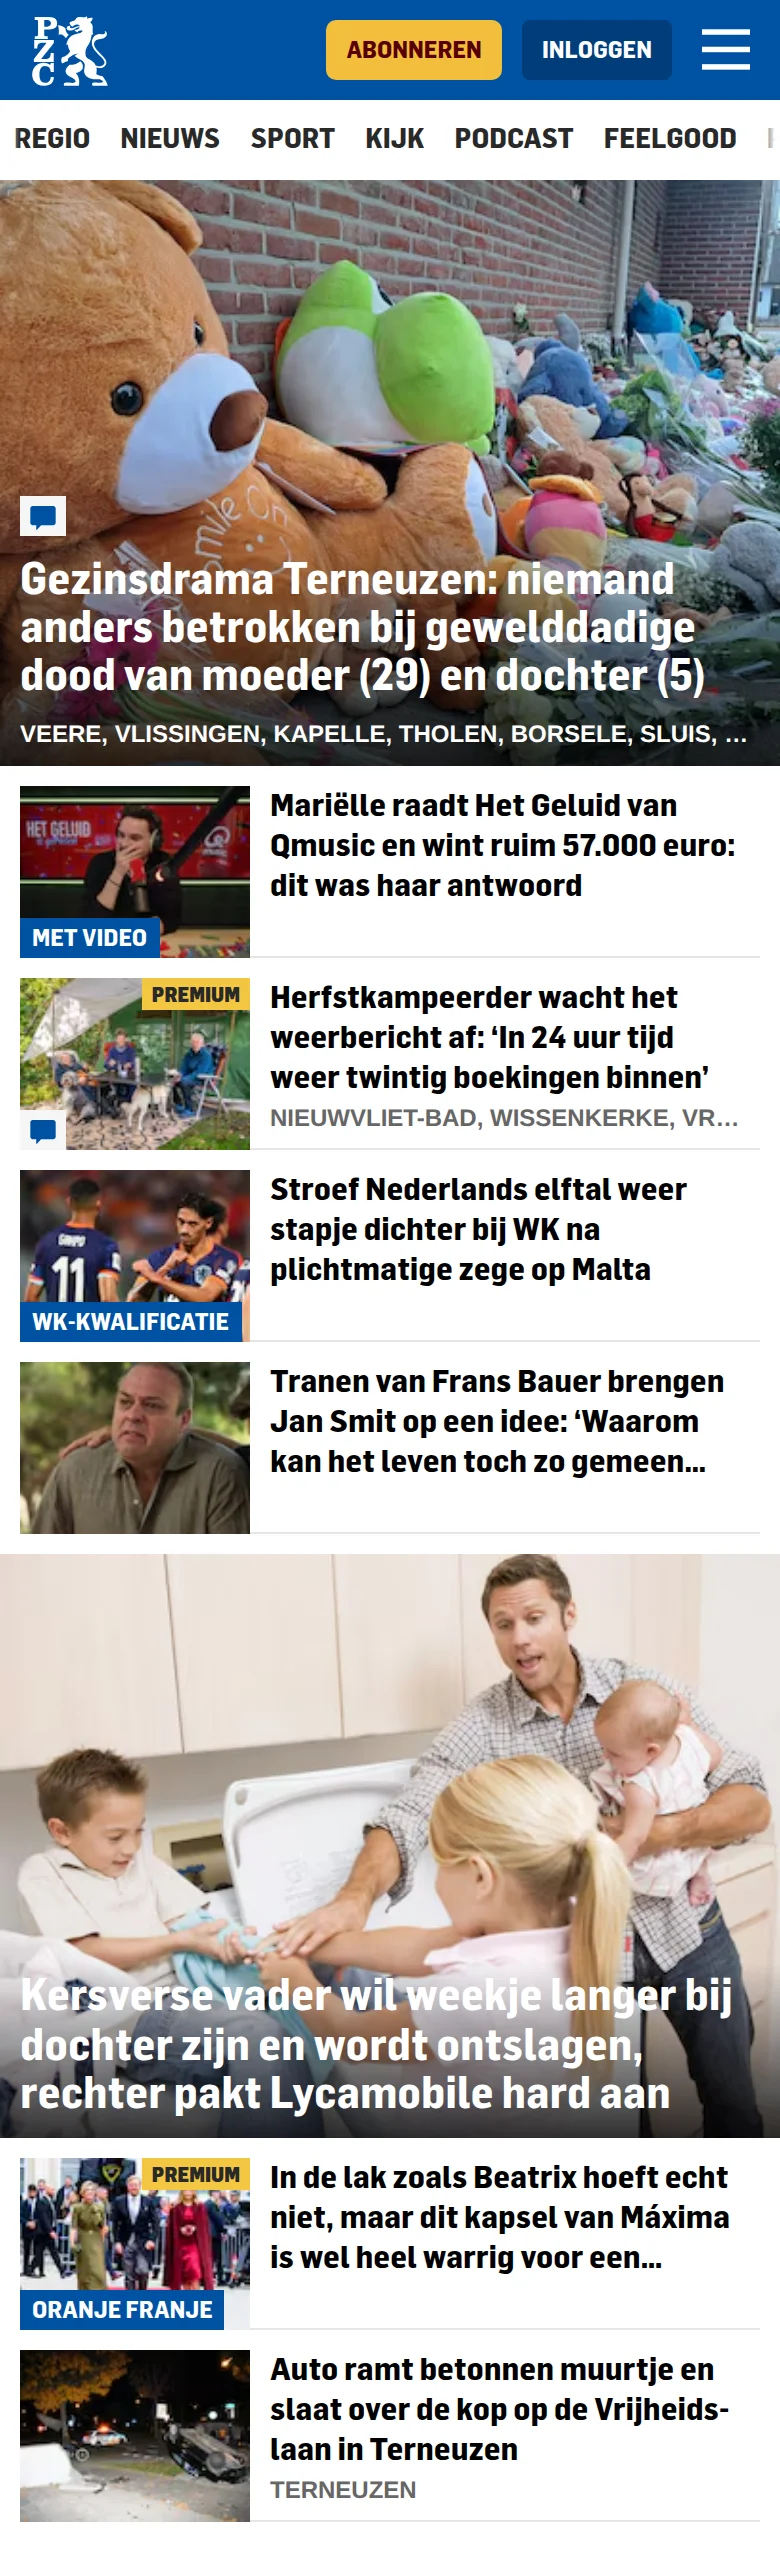 PZC
ABONNEREN
INLOGGEN
REGIO NIEUWS SPORT KIJK PODCAST FEELGOOD
Smile On
Gezinsdrama Terneuzen: niemand
anders betrokken bij gewelddadige
dood van moeder (29) en dochter (5)
VEERE, VLISSINGEN, KAPELLE, THOLEN, BORSELE, SLUIS, ...
HET GELUID
MET VIDEO
Mariëlle raadt Het Geluid van
Qmusic en wint ruim 57.000 euro:
dit was haar antwoord
PREMIUM
Herfstkampeerder wacht het
weerbericht af: ‘In 24 uur tijd
weer twintig boekingen binnen’
NIEUWVLIET-BAD, WISSENKERKE, VR...
11
WK-KWALIFICATIE
Stroef Nederlands elftal weer
stapje dichter bij WK na
plichtmatige zege op Malta
Tranen van Frans Bauer brengen
Jan Smit op een idee: ‘Waarom
kan het leven toch zo gemeen...
Kersverse vader wil weekje langer bij
dochter zijn en wordt ontslagen,
rechter pakt Lycamobile hard aan
PREMIUM
ORANJE FRANJE
In de lak zoals Beatrix hoeft echt
niet, maar dit kapsel van Máxima
is wel heel warrig voor een...
Auto ramt betonnen muurtje en
slaat over de kop op de Vrijheids-
laan in Terneuzen
TERNEUZEN